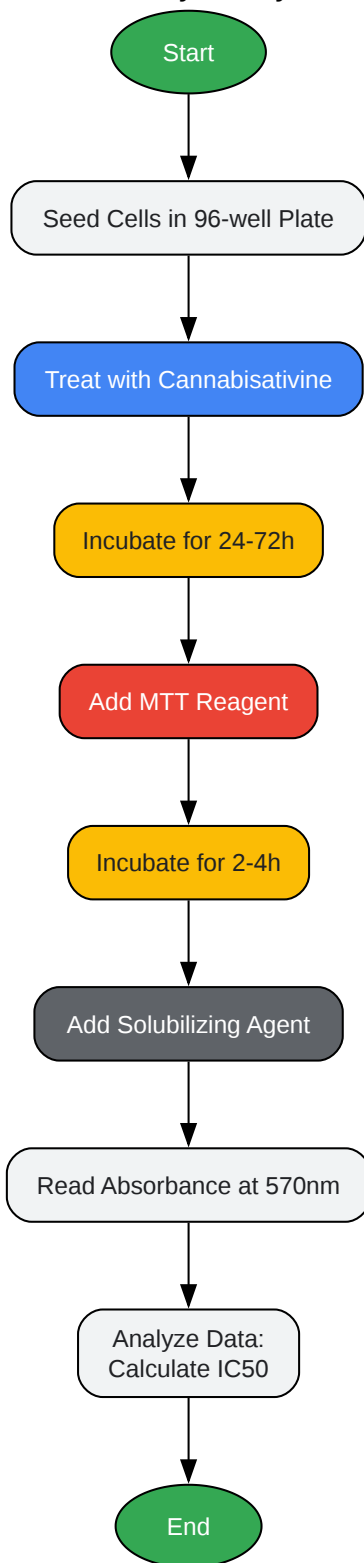 Start
Seed Cells in 96-well Plate
Treat with Cannabisativine
Incubate for 24-72h
Add MTT Reagent
Incubate for 2-4h
Add Solubilizing Agent
Read Absorbance at 570nm
Analyze Data:
Calculate IC50
End